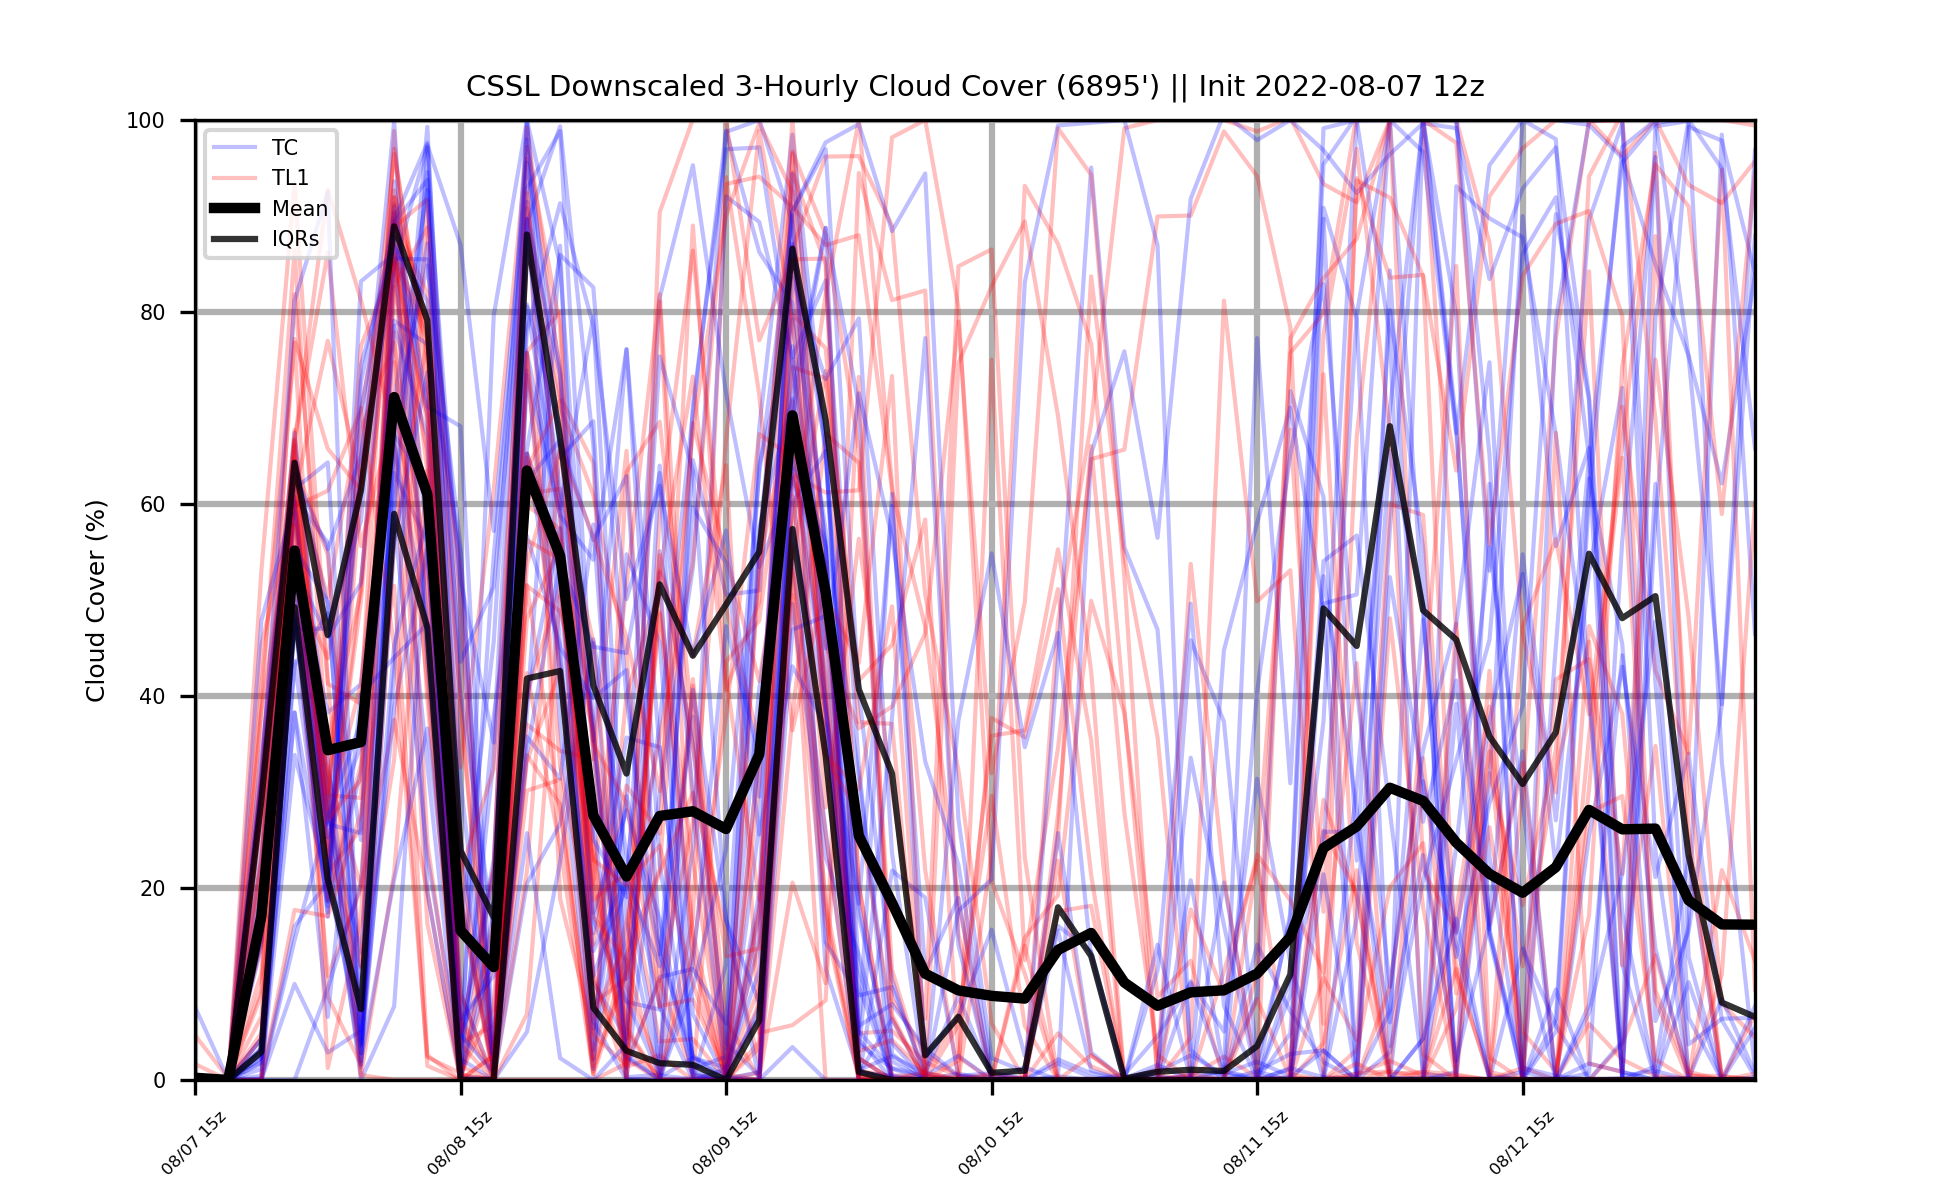 CSSL Downscaled 3-Hourly Cloud Cover (6895') || Init 2022-08-07 12z
100
80
60
40
20
0
Cloud Cover (%)
TC
TL1
Mean
IQRs
08/07 15z
08/08 15z
08/09 15z
08/10 15z
08/11 15z
08/12 15z